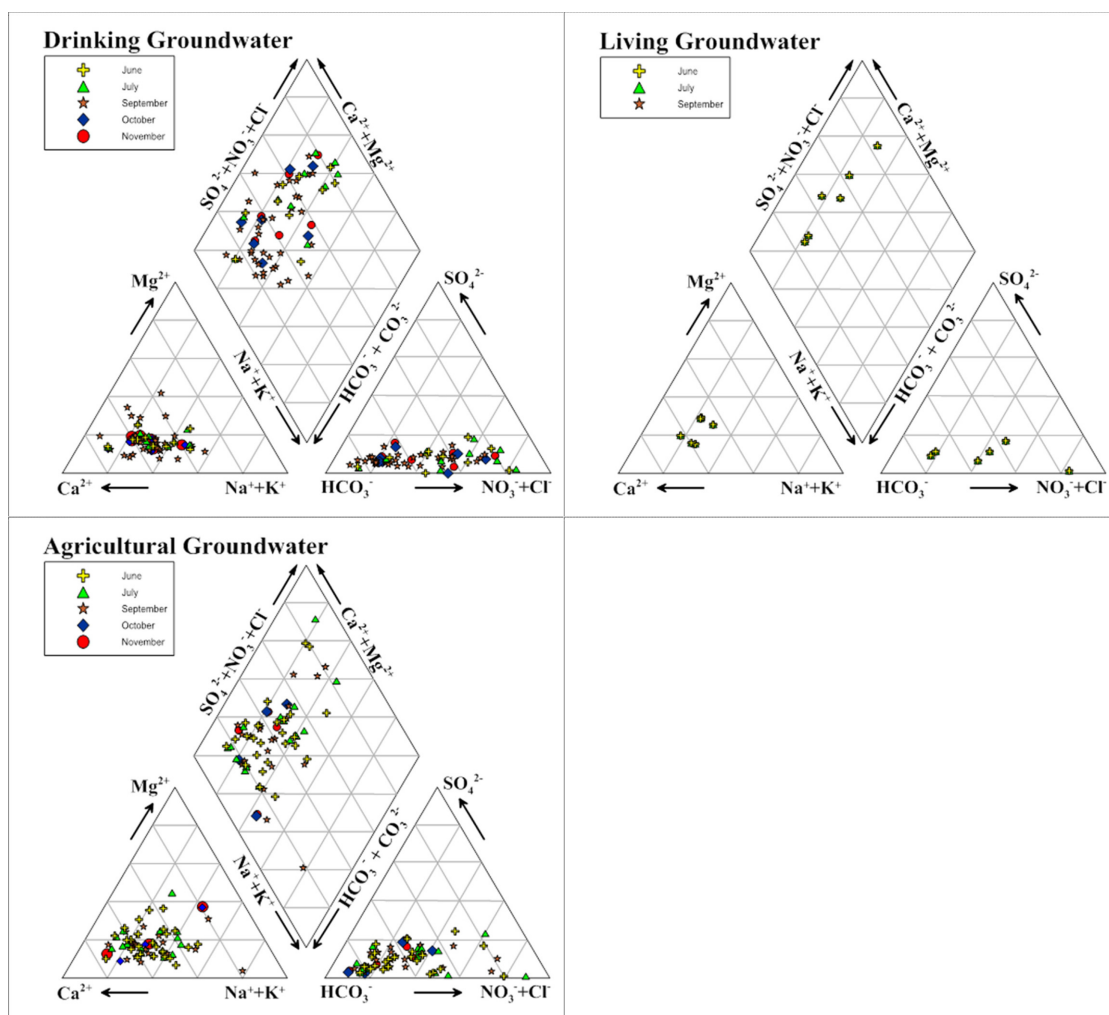 Drinking Groundwater
June
July
September
October
November
SO₄²⁻+NO₃⁻+Cl⁻
Ca²⁺+Mg²⁺
Mg²⁺
SO₄²⁻
Na⁺+K⁺
HCO₃⁻ + CO₃²⁻
Ca²⁺
Na⁺+K⁺
HCO₃⁻
NO₃⁻+Cl⁻
Living Groundwater
June
July
September
SO₄²⁻+NO₃⁻+Cl⁻
Ca²⁺+Mg²⁺
Mg²⁺
SO₄²⁻
Na⁺+K⁺
HCO₃⁻ + CO₃²⁻
Ca²⁺
Na⁺+K⁺
HCO₃⁻
NO₃⁻+Cl⁻
Agricultural Groundwater
June
July
September
October
November
SO₄²⁻+NO₃⁻+Cl⁻
Ca²⁺+Mg²⁺
Mg²⁺
SO₄²⁻
Na⁺+K⁺
HCO₃⁻ + CO₃²⁻
Ca²⁺
Na⁺+K⁺
HCO₃⁻
NO₃⁻+Cl⁻